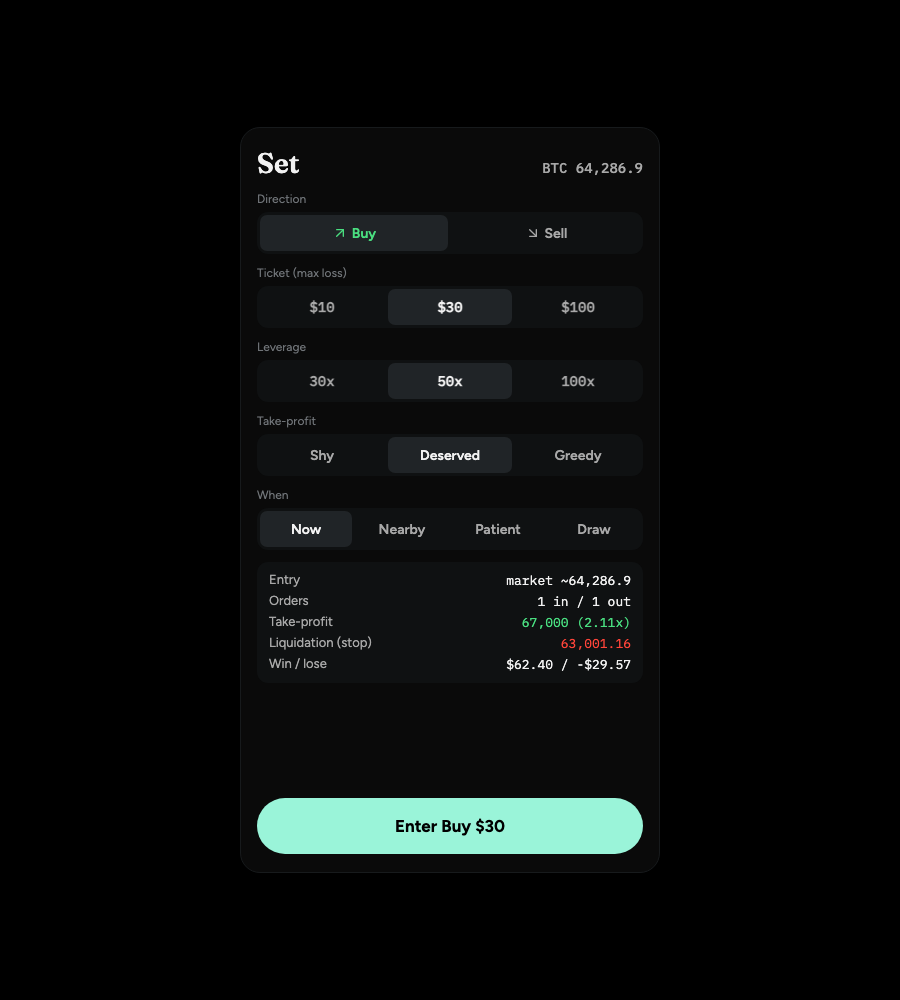 Set
BTC 64,286.9
Direction
↗ Buy ↘ Sell
Ticket (max loss)
$10 $30 $100
Leverage
30x 50x 100x
Take-profit
Shy Deserved Greedy
When
Now Nearby Patient Draw
Entry market ~64,286.9
Orders 1 in / 1 out
Take-profit 67,000 (2.11x)
Liquidation (stop) 63,001.16
Win / lose $62.40 / -$29.57
Enter Buy $30